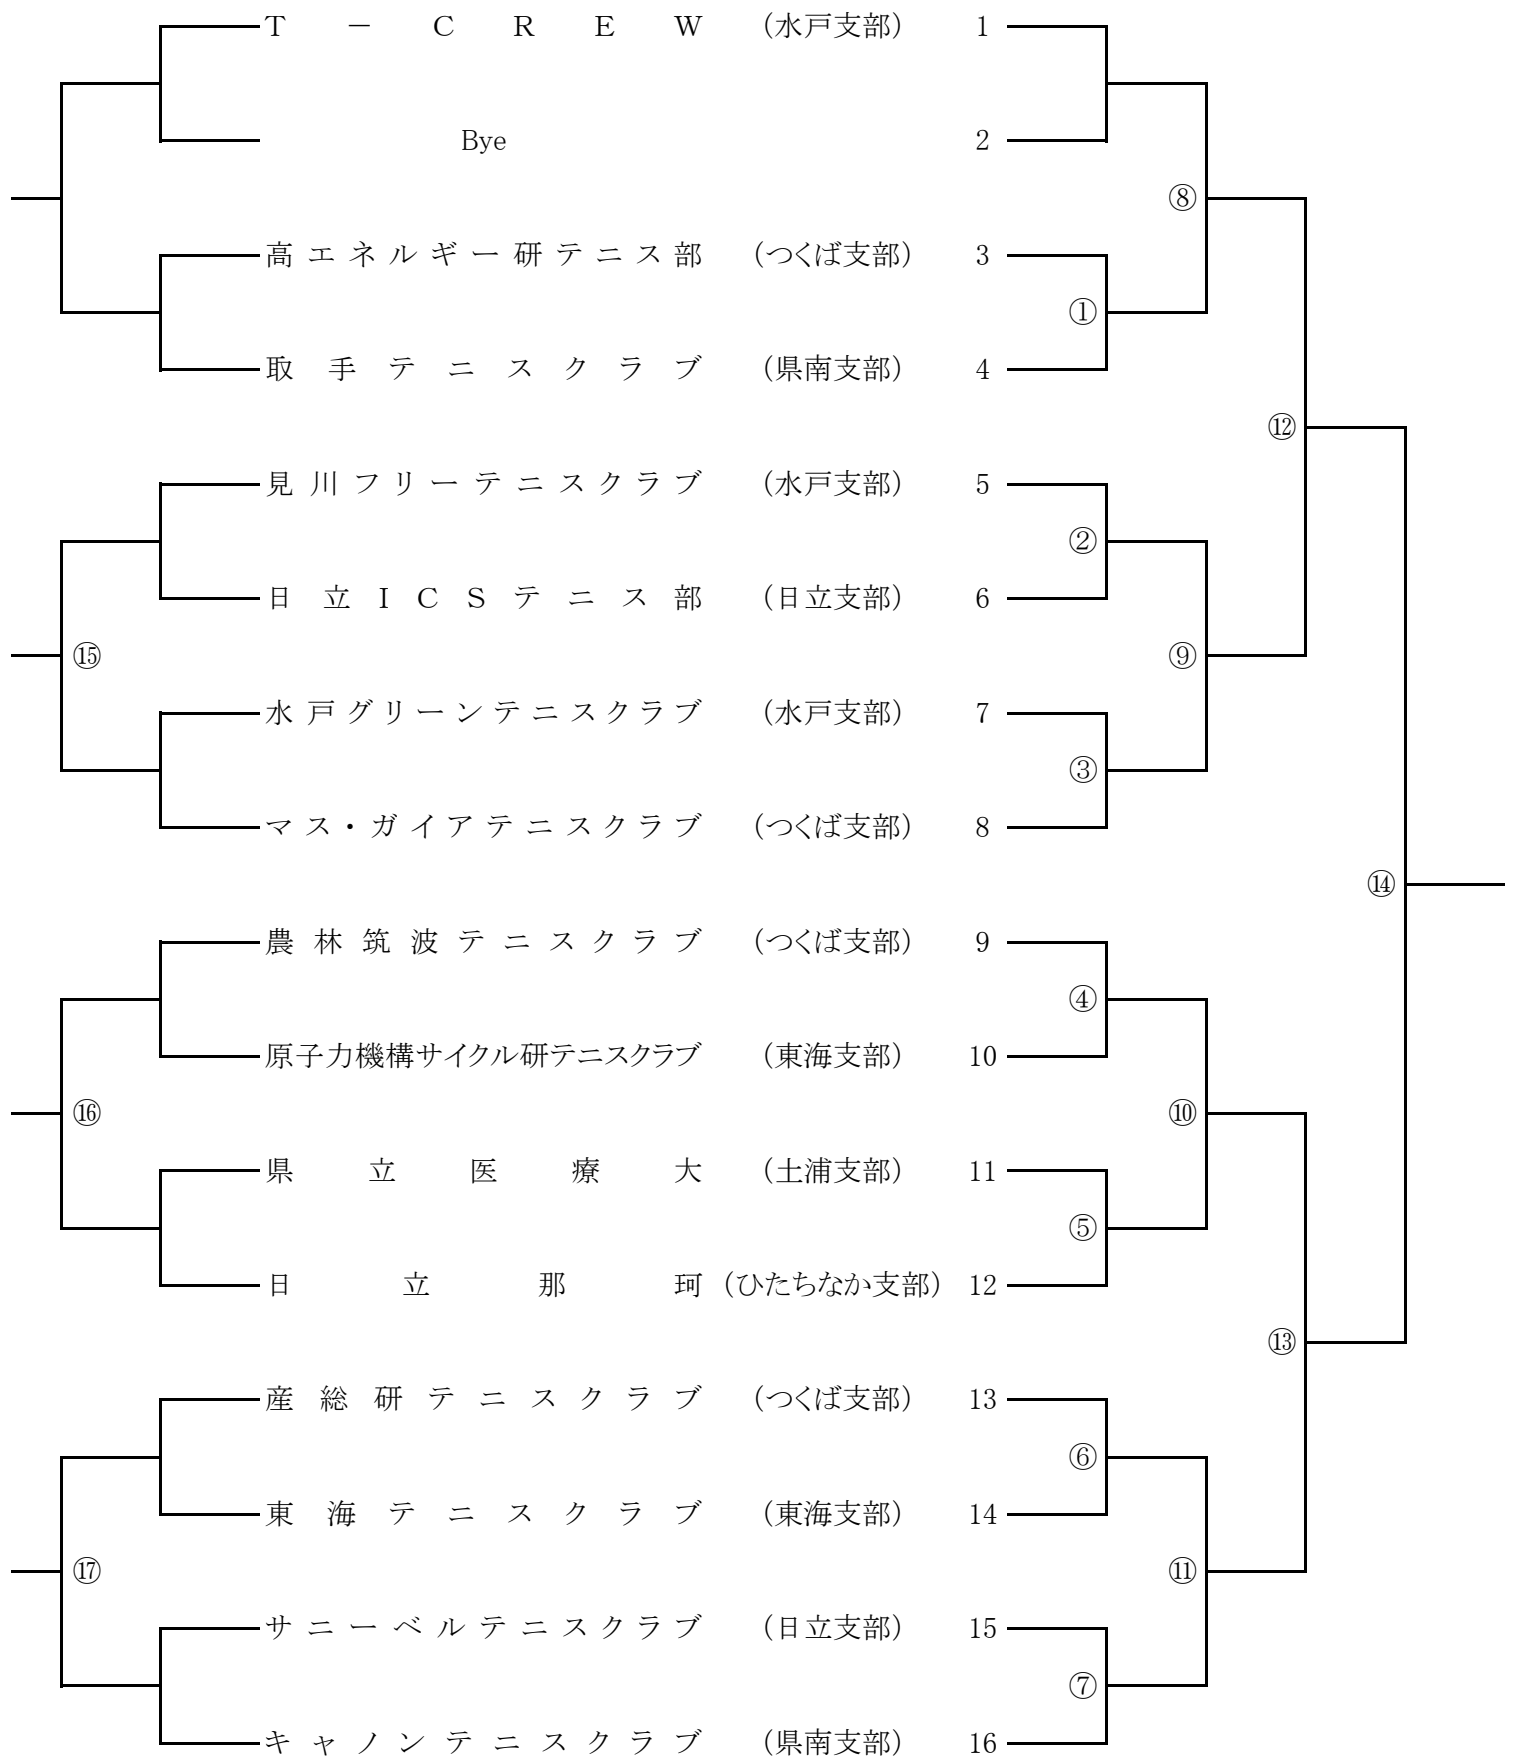 T－CREW （水戸支部） 1
Bye 2
⑧
高エネルギー研テニス部 （つくば支部） 3
①
取手テニスクラブ （県南支部） 4
⑫
見川フリーテニスクラブ （水戸支部） 5
②
日立ICSテニス部 （日立支部） 6
⑮ ⑨
水戸グリーンテニスクラブ （水戸支部） 7
③
マス・ガイアテニスクラブ （つくば支部） 8
⑭
農林筑波テニスクラブ （つくば支部） 9
④
原子力機構サイクル研テニスクラブ （東海支部） 10
⑯ ⑩
県立医療大 （土浦支部） 11
⑤
日立那珂 （ひたちなか支部） 12
⑬
産総研テニスクラブ （つくば支部） 13
⑥
東海テニスクラブ （東海支部） 14
⑰ ⑪
サニーベルテニスクラブ （日立支部） 15
⑦
キャノンテニスクラブ （県南支部） 16